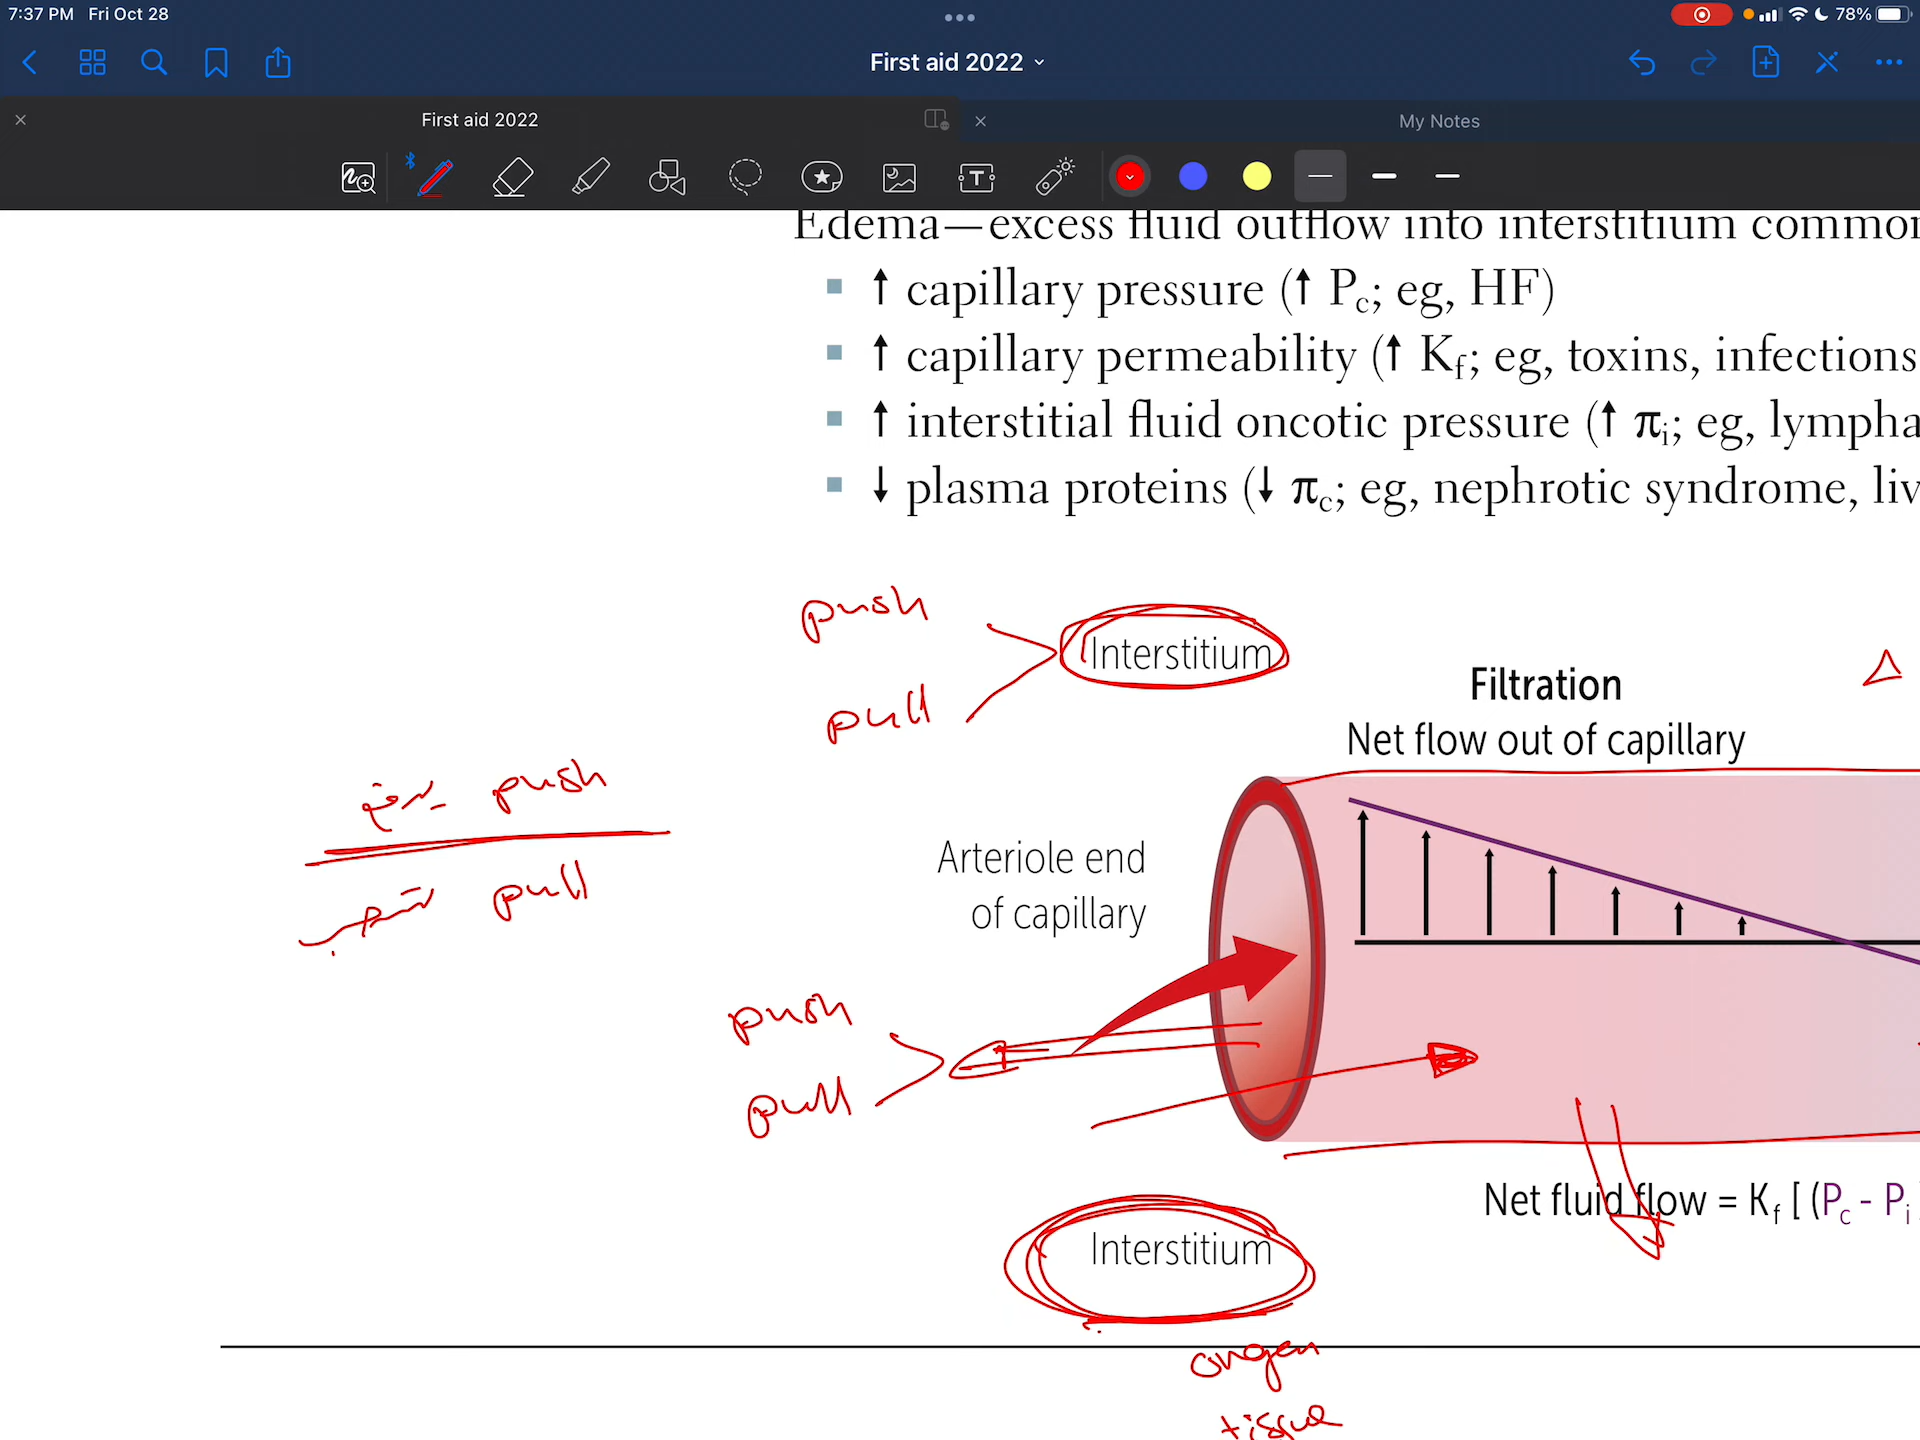 7:37 PM Fri Oct 28
78%
First aid 2022
First aid 2022
My Notes
Edema—excess fluid outflow into interstitium commo
↑ capillary pressure (↑ Pc; eg, HF)
↑ capillary permeability (↑ Kf; eg, toxins, infections
↑ interstitial fluid oncotic pressure (↑ πi; eg, lympha
↓ plasma proteins (↓ πc; eg, nephrotic syndrome, liv
push
Interstitium
pull
Filtration
Net flow out of capillary
push
pull
Arteriole end
of capillary
push
pull
Net fluid flow = Kf [ (Pc - Pi
Interstitium
tissue